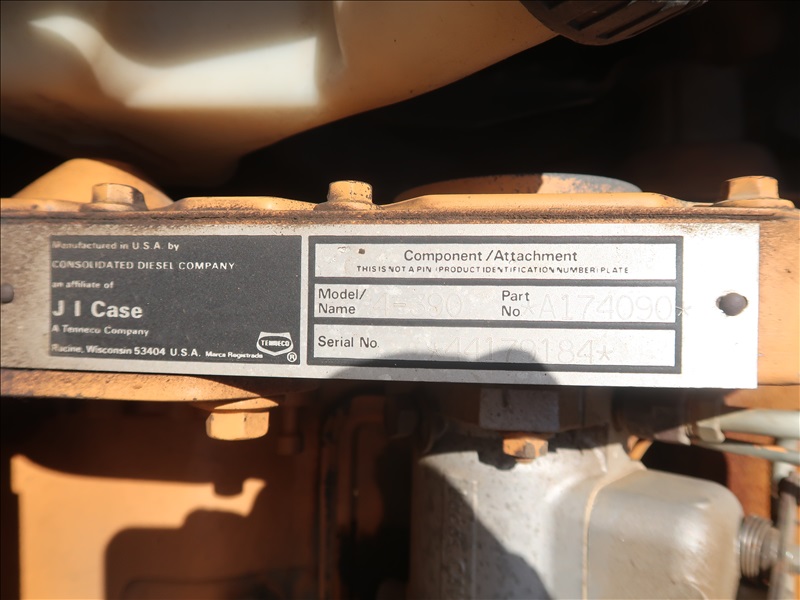 Manufactured in U.S.A. by
CONSOLIDATED DIESEL COMPANY
an affiliate of
J I Case
A Tenneco Company
Racine, Wisconsin 53404 U.S.A. Marca Registrada
TENNECO
®
Component/Attachment
THIS IS NOT A PIN (PRODUCT IDENTIFICATION NUMBER) PLATE
Model/
Name
Part
No *A174090*
Serial No.